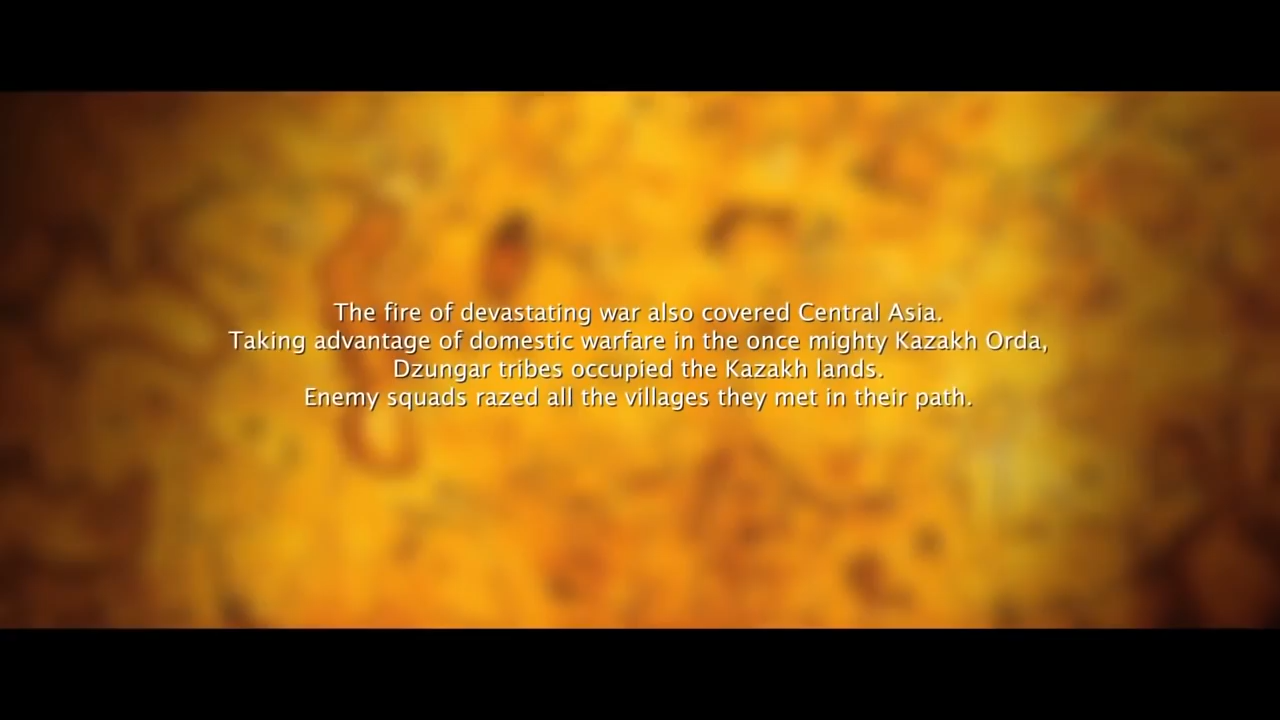 The fire of devastating war also covered Central Asia.
Taking advantage of domestic warfare in the once mighty Kazakh Orda,
Dzungar tribes occupied the Kazakh lands.
Enemy squads razed all the villages they met in their path.